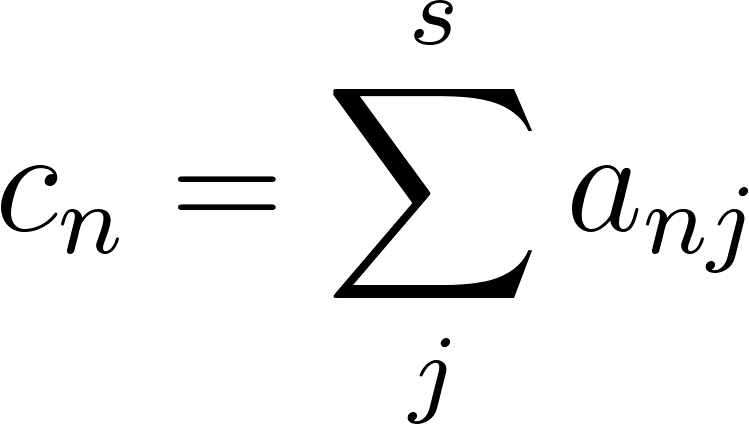 $c_n = \sum_{j}^{s} a_{nj}$